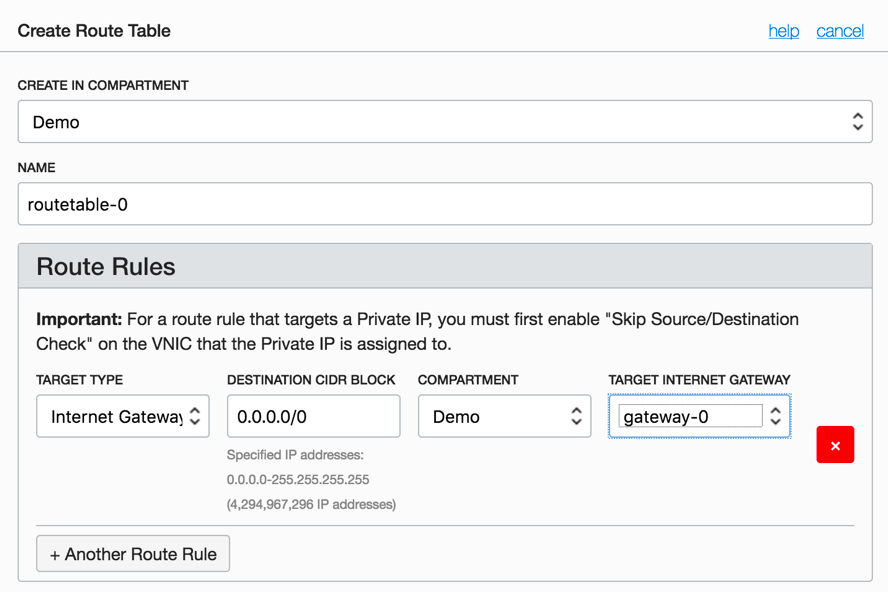 Create Route Table
help cancel
CREATE IN COMPARTMENT
Demo
NAME
routetable-0
Route Rules
Important: For a route rule that targets a Private IP, you must first enable "Skip Source/Destination
Check" on the VNIC that the Private IP is assigned to.
TARGET TYPE DESTINATION CIDR BLOCK COMPARTMENT TARGET INTERNET GATEWAY
Internet Gateway 0.0.0.0/0 Demo gateway-0
×
Specified IP addresses:
0.0.0.0-255.255.255.255
(4,294,967,296 IP addresses)
+ Another Route Rule